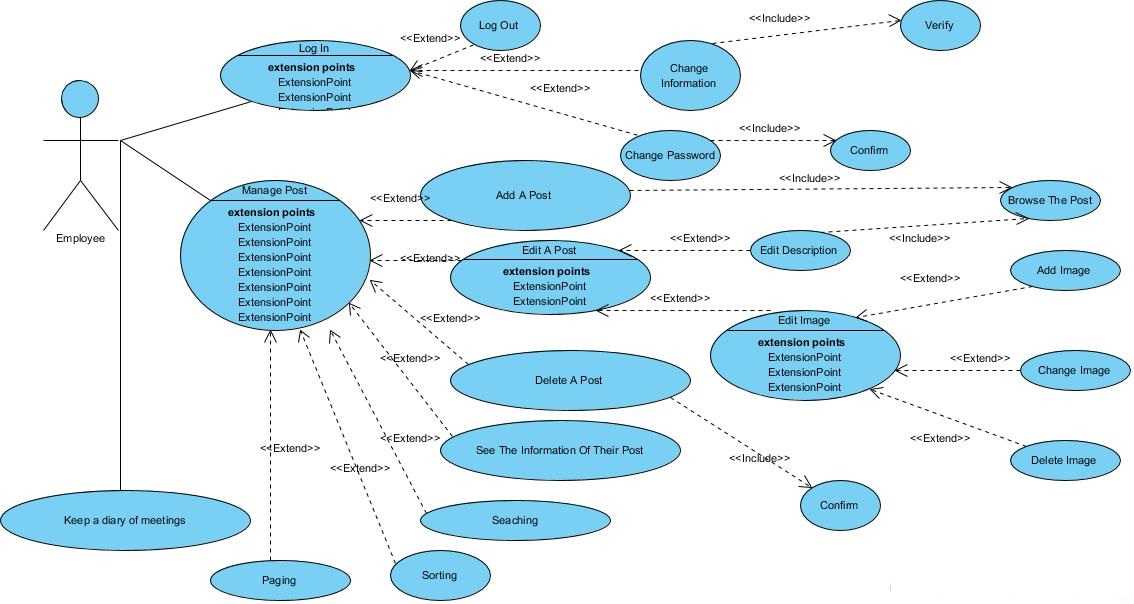 Log Out
<<Include>>
Verify
<<Extend>>
Log In
extension points
ExtensionPoint
ExtensionPoint
<<Extend>>
Change
Information
<<Extend>>
<<Include>>
Change Password
Confirm
Employee
Manage Post
extension points
ExtensionPoint
ExtensionPoint
ExtensionPoint
ExtensionPoint
ExtensionPoint
ExtensionPoint
ExtensionPoint
<<Extend>>
Add A Post
<<Include>>
Browse The Post
<<Extend>>
Edit A Post
extension points
ExtensionPoint
ExtensionPoint
<<Extend>>
Edit Description
<<Include>>
Add Image
<<Extend>>
<<Extend>>
Edit Image
extension points
ExtensionPoint
ExtensionPoint
ExtensionPoint
<<Extend>>
Change Image
<<Extend>>
Delete A Post
<<Extend>>
See The Information Of Their Post
<<Extend>>
Delete Image
<<Extend>>
<<Extend>>
<<Extend>>
<<Include>>
Confirm
Keep a diary of meetings
Seaching
Paging
Sorting